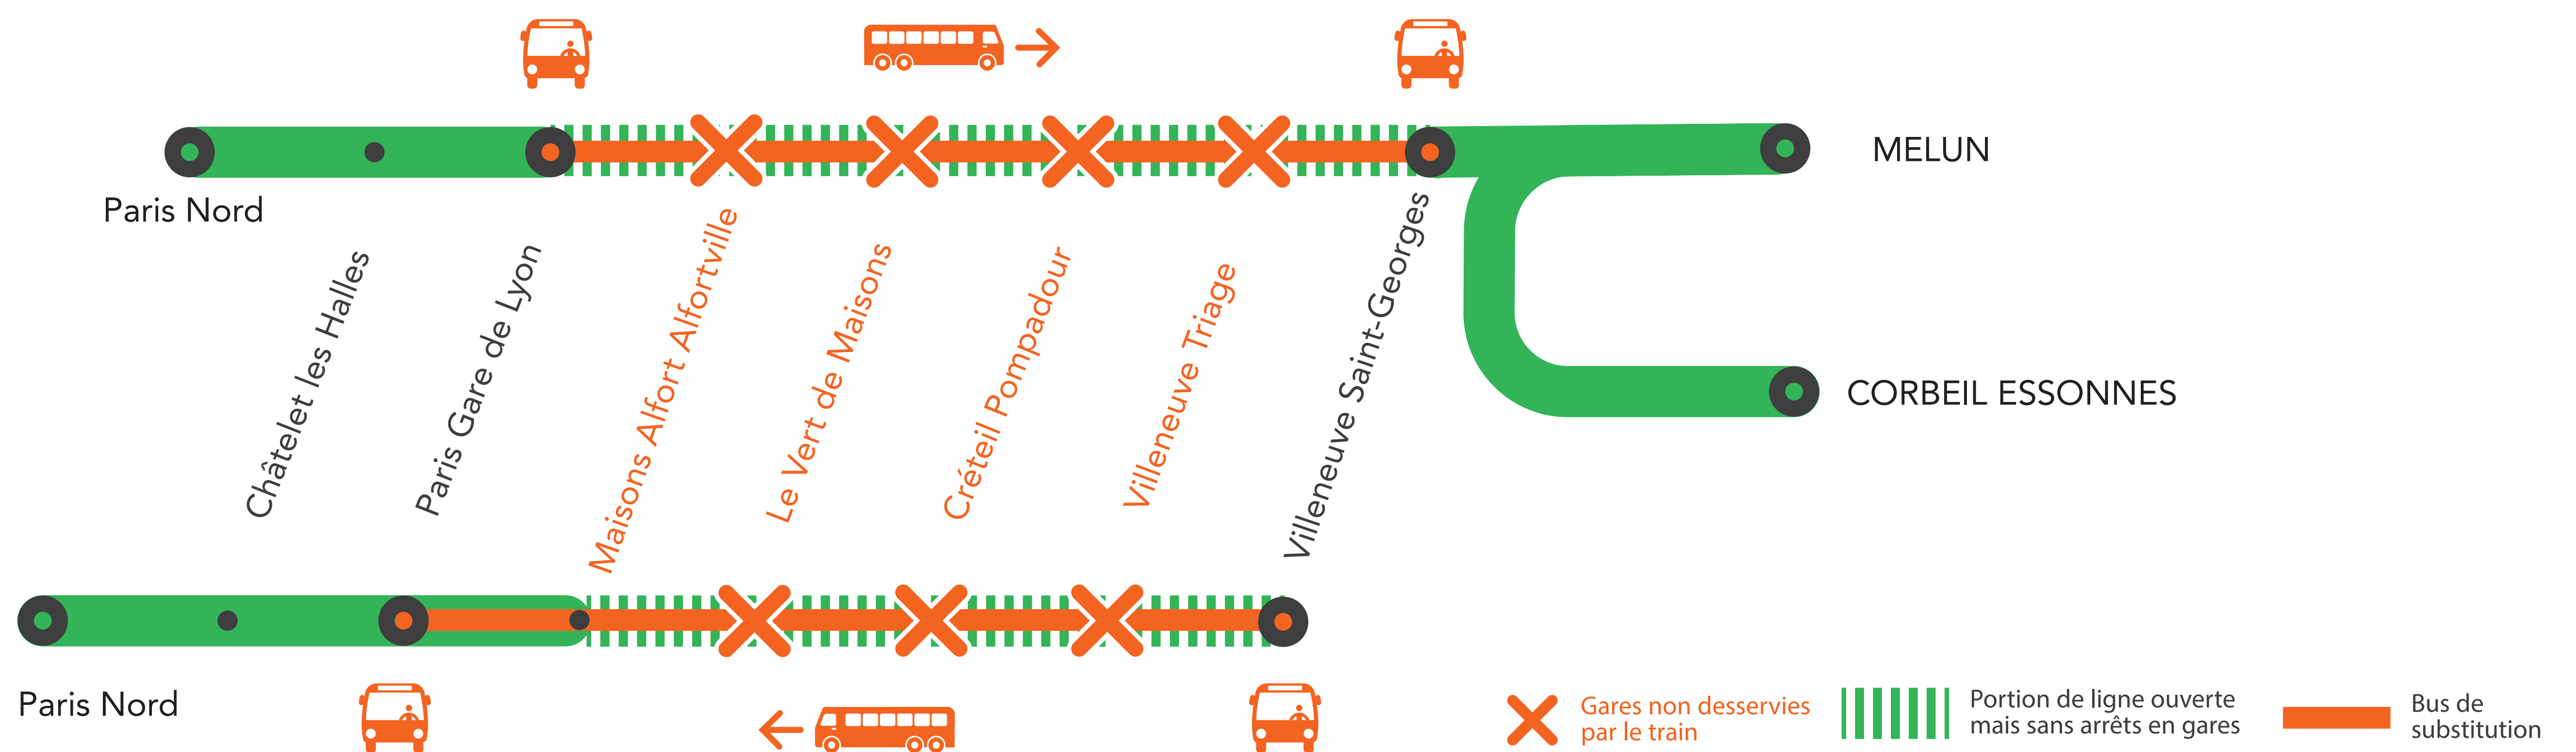 MELUN
Paris Nord
Châtelet les Halles
Paris Gare de Lyon
Maisons Alfort Alfortville
Le Vert de Maisons
Créteil Pompadour
Villeneuve Triage
Villeneuve Saint-Georges
CORBEIL ESSONNES
Paris Nord
Gares non desservies
par le train
Portion de ligne ouverte
mais sans arrêts en gares
Bus de
substitution